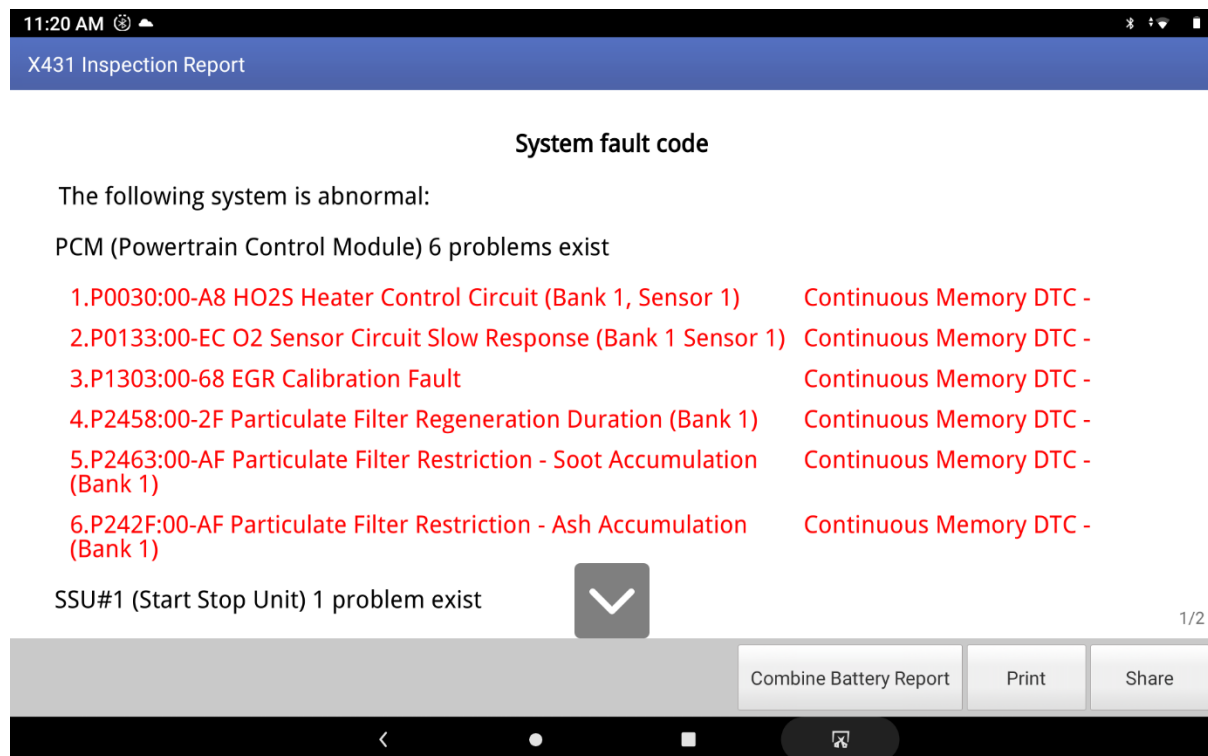 11:20 AM
X431 Inspection Report
System fault code
The following system is abnormal:
PCM (Powertrain Control Module) 6 problems exist
1.P0030:00-A8 HO2S Heater Control Circuit (Bank 1, Sensor 1) Continuous Memory DTC -
2.P0133:00-EC O2 Sensor Circuit Slow Response (Bank 1 Sensor 1) Continuous Memory DTC -
3.P1303:00-68 EGR Calibration Fault Continuous Memory DTC -
4.P2458:00-2F Particulate Filter Regeneration Duration (Bank 1) Continuous Memory DTC -
5.P2463:00-AF Particulate Filter Restriction - Soot Accumulation Continuous Memory DTC -
(Bank 1)
6.P242F:00-AF Particulate Filter Restriction - Ash Accumulation Continuous Memory DTC -
(Bank 1)
SSU#1 (Start Stop Unit) 1 problem exist
1/2
Combine Battery Report Print Share